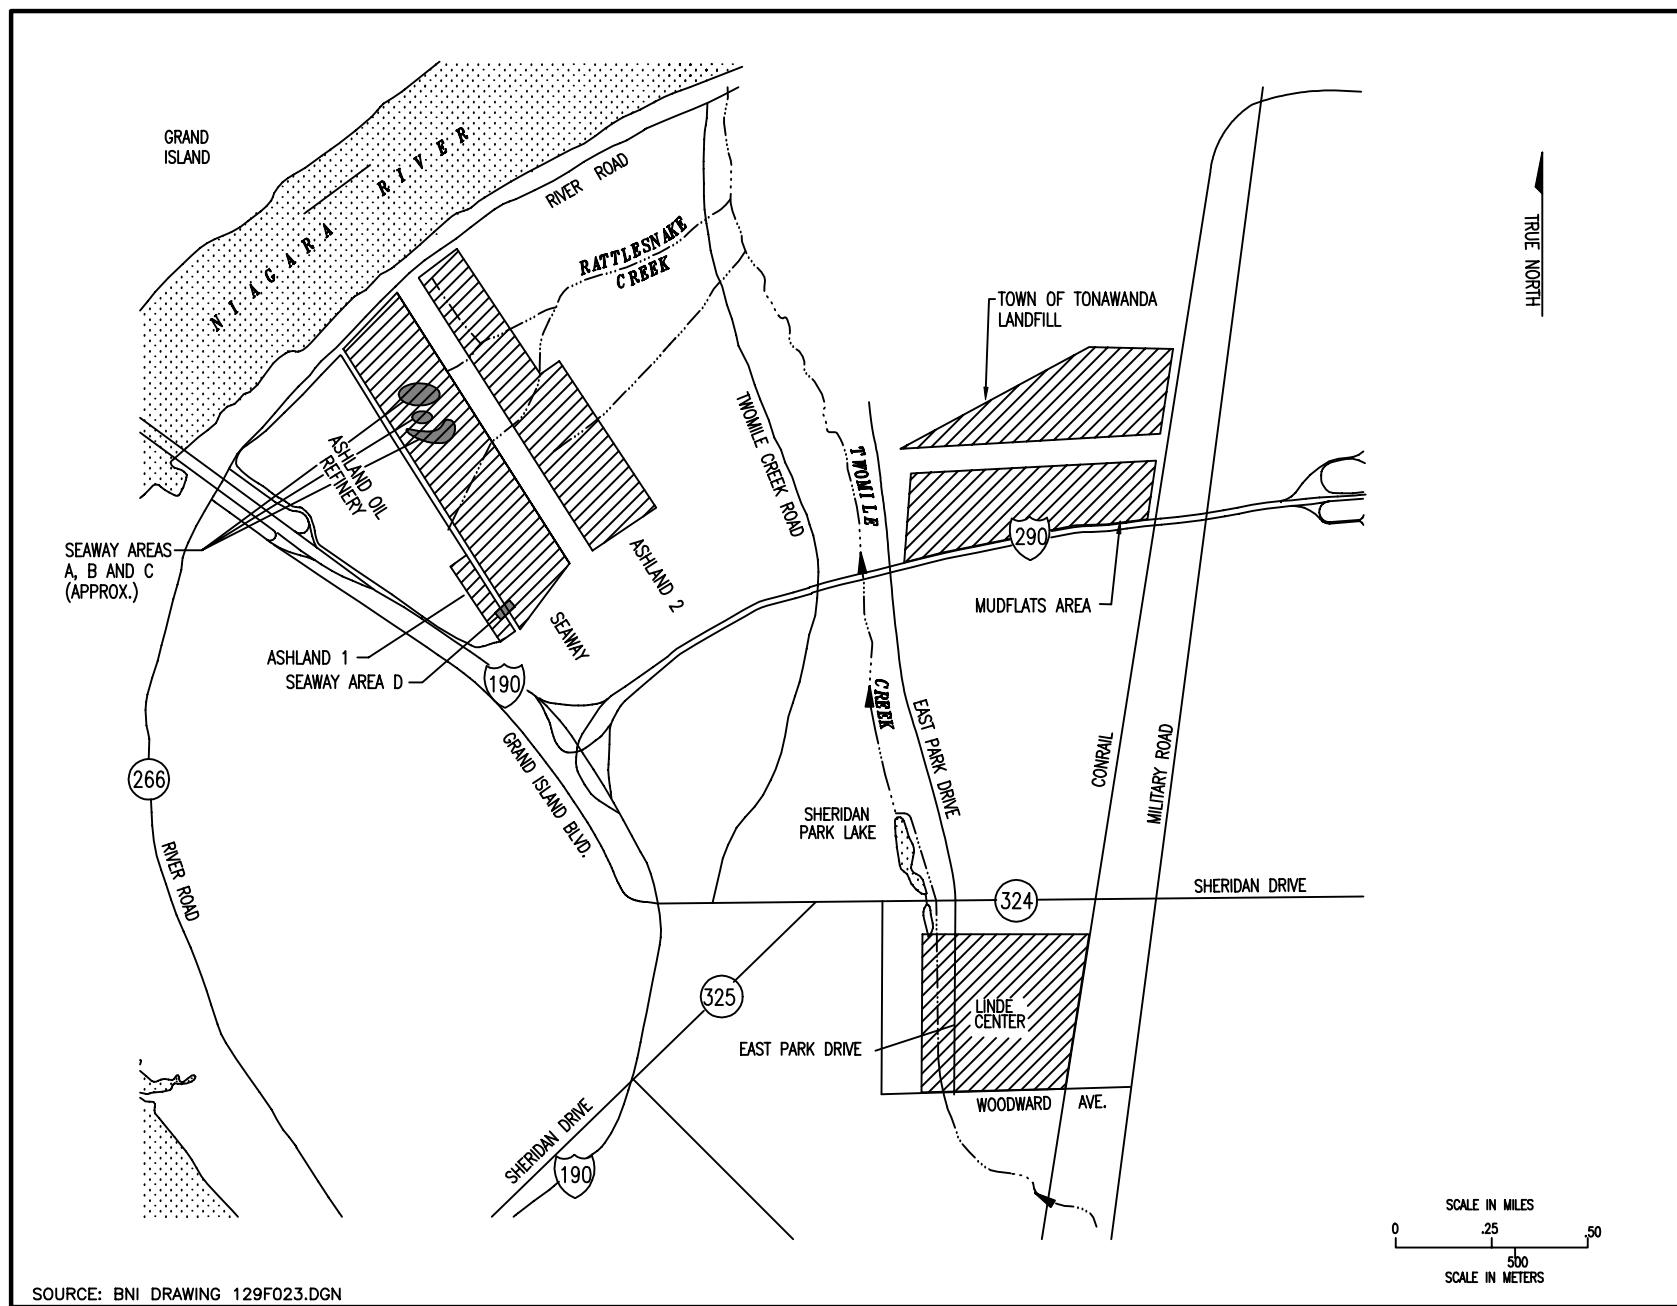 GRAND
ISLAND
NIAGARA RIVER
RIVER ROAD
RATTLESNAKE
CREEK
TRUE NORTH
TOWN OF TONAWANDA
LANDFILL
TWOMILE CREEK ROAD
ASHLAND OIL
REFINERY
TWOMILE
CREEK
290
SEAWAY AREAS
A, B AND C
(APPROX.)
ASHLAND 2
SEAWAY
MUDFLATS AREA
ASHLAND 1
SEAWAY AREA D
190
EAST PARK DRIVE
GRAND ISLAND BLVD.
CONRAIL
MILITARY ROAD
266
SHERIDAN
PARK LAKE
RIVER ROAD
SHERIDAN DRIVE
324
325
LINDE
CENTER
EAST PARK DRIVE
WOODWARD AVE.
SHERIDAN DRIVE
190
SCALE IN MILES
0 .25 .50
500
SCALE IN METERS
SOURCE: BNI DRAWING 129F023.DGN